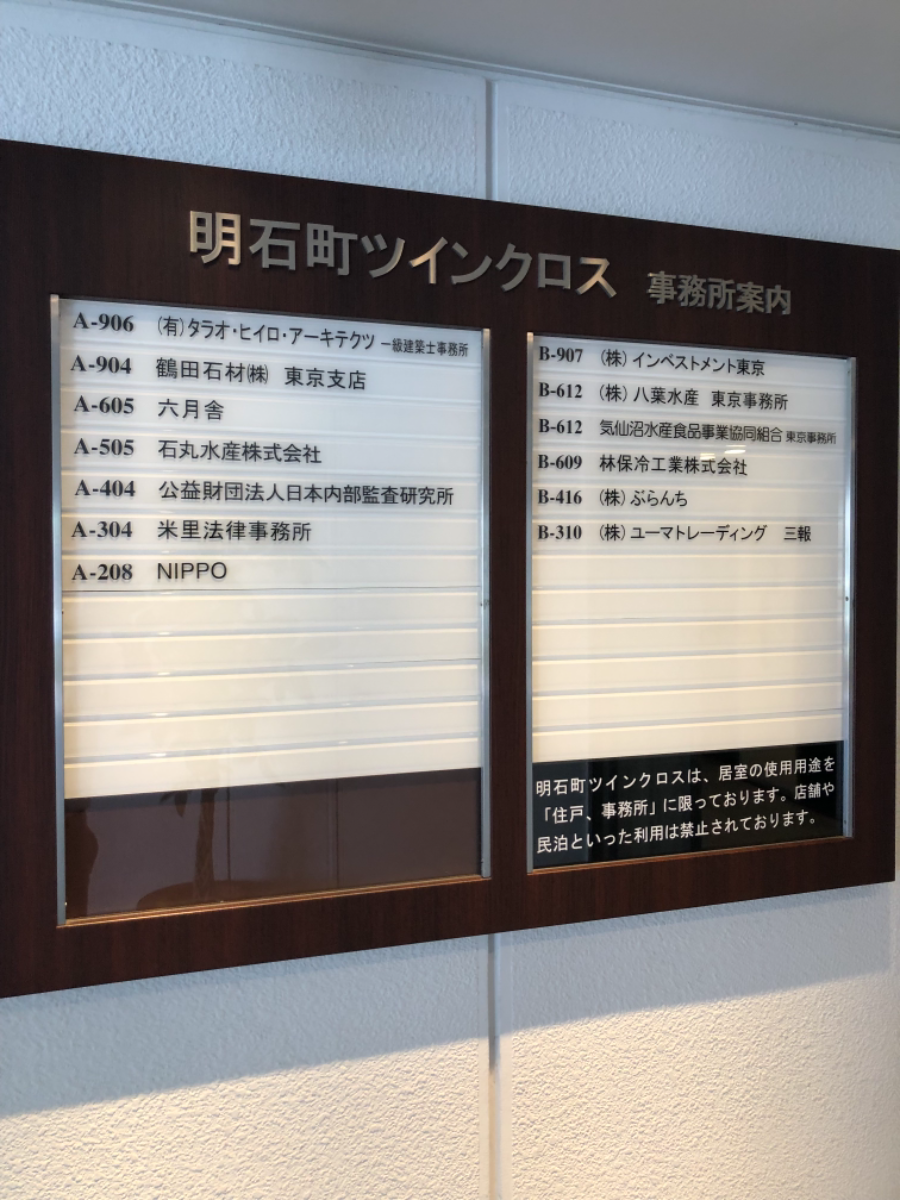 明石町ツインクロス 事務所案内
A-906 (有)タラオ・ヒイロ・アーキテクツ 一級建築士事務所
A-904 鶴田石材㈱ 東京支店
A-605 六月舎
A-505 石丸水産株式会社
A-404 公益財団法人日本内部監査研究所
A-304 米里法律事務所
A-208 NIPPO
B-907 (株)インベストメント東京
B-612 (株)八葉水産 東京事務所
B-612 気仙沼水産食品事業協同組合 東京事務所
B-609 林保冷工業株式会社
B-416 (株)ぶらんち
B-310 (株)ユーマトレーディング 三報
明石町ツインクロスは、居室の使用用途を
「住戸、事務所」に限っております。店舗や
民泊といった利用は禁止されております。